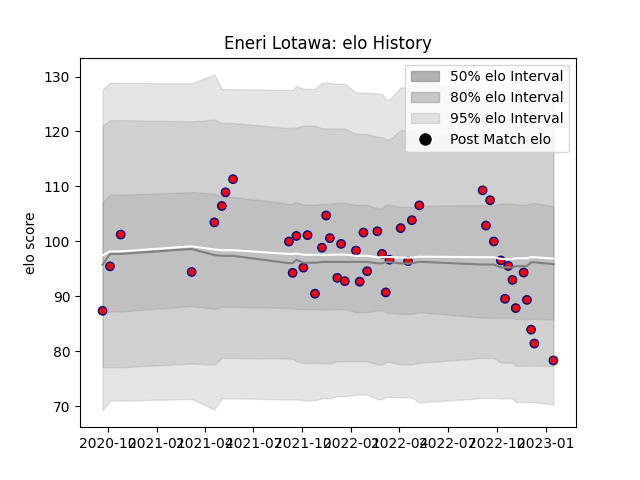 Eneri Lotawa: elo History
50% elo Interval
80% elo Interval
95% elo Interval
Post Match elo
elo score
130
120
110
100
90
80
70
2020-10 2021-01 2021-04 2021-07 2021-10 2022-01 2022-04 2022-07 2022-10 2023-01